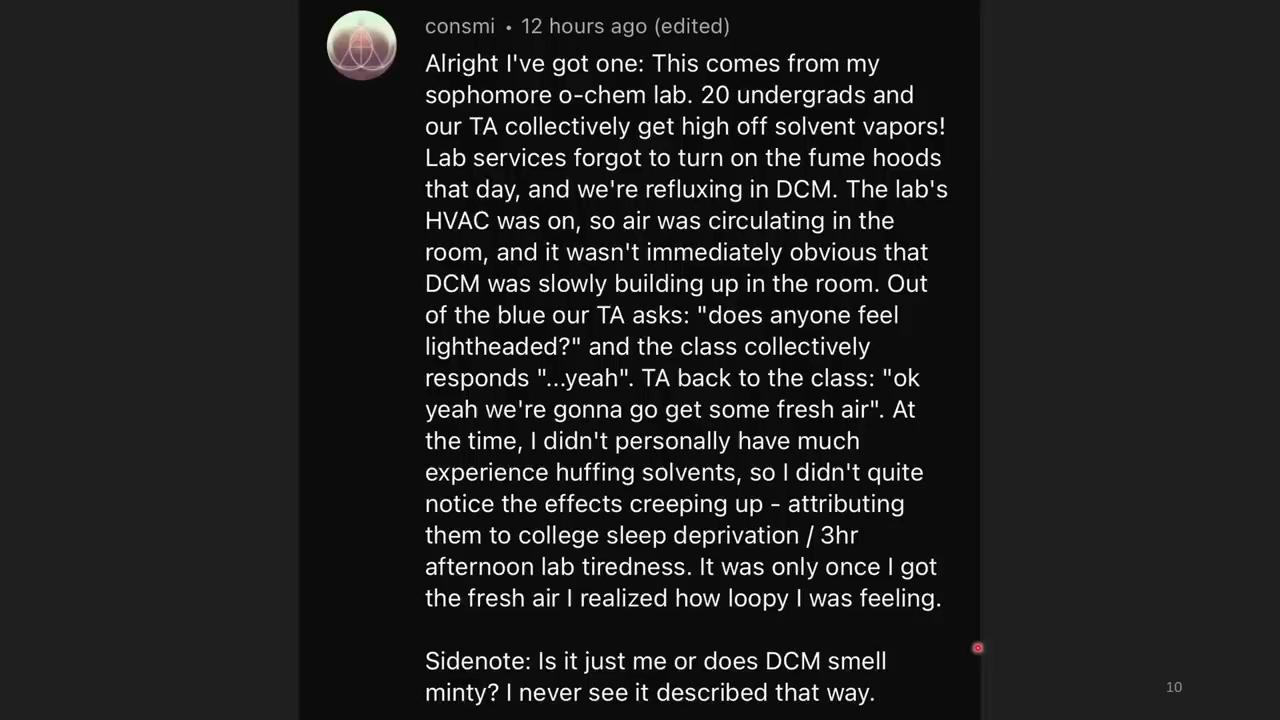 consmi • 12 hours ago (edited)
Alright I've got one: This comes from my
sophomore o-chem lab. 20 undergrads and
our TA collectively get high off solvent vapors!
Lab services forgot to turn on the fume hoods
that day, and we're refluxing in DCM. The lab's
HVAC was on, so air was circulating in the
room, and it wasn't immediately obvious that
DCM was slowly building up in the room. Out
of the blue our TA asks: "does anyone feel
lightheaded?" and the class collectively
responds "...yeah". TA back to the class: "ok
yeah we're gonna go get some fresh air". At
the time, I didn't personally have much
experience huffing solvents, so I didn't quite
notice the effects creeping up - attributing
them to college sleep deprivation / 3hr
afternoon lab tiredness. It was only once I got
the fresh air I realized how loopy I was feeling.
Sidenote: Is it just me or does DCM smell
minty? I never see it described that way.
10